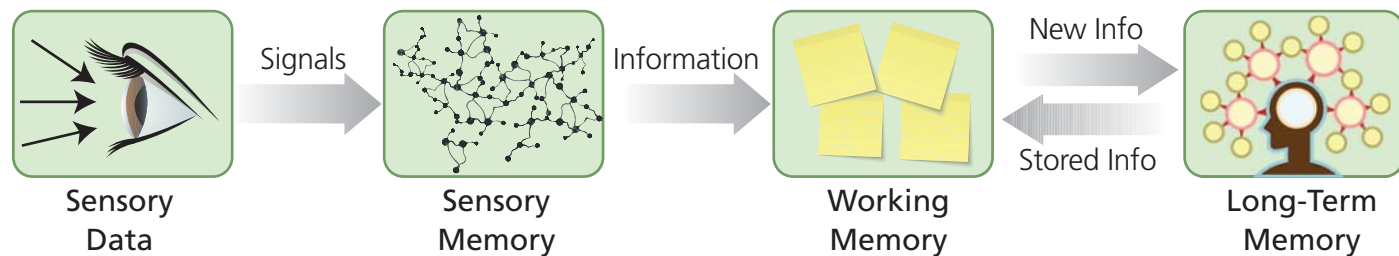 Signals
Information
New Info
Stored Info
Sensory
Data
Sensory
Memory
Working
Memory
Long-Term
Memory